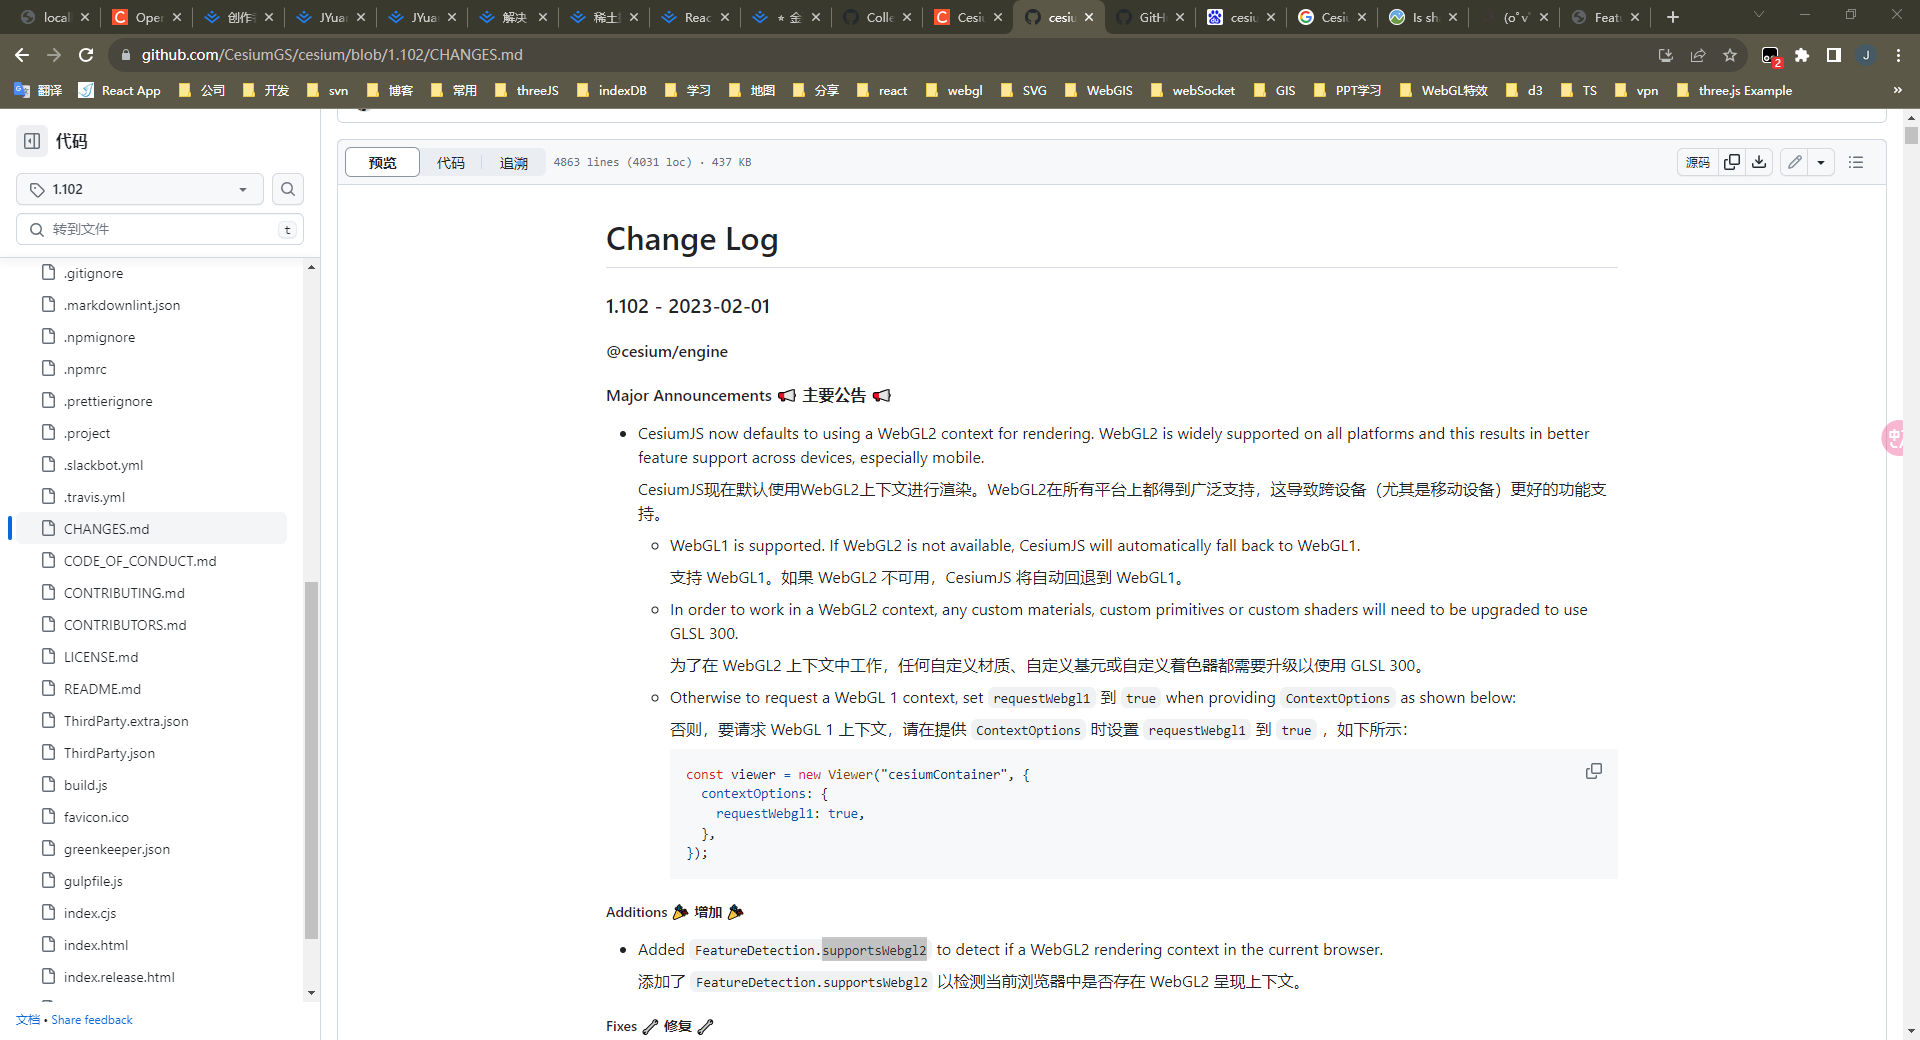 local
Oper
创作
JYuar
JYuar
解决
稀土
Reac
* 金
Colle
Cesi
cesiu
GitH
cesiu
Cesiu
Is sh
(oﾟvﾟ
Featu
github.com/CesiumGS/cesium/blob/1.102/CHANGES.md
2
J
翻译
React App
公司
开发
svn
博客
常用
threeJS
indexDB
学习
地图
分享
react
webgl
SVG
WebGIS
webSocket
GIS
PPT学习
WebGL特效
d3
TS
vpn
three.js Example
»
代码
1.102
转到文件
t
.gitignore
.markdownlint.json
.npmignore
.npmrc
.prettierignore
.project
.slackbot.yml
.travis.yml
CHANGES.md
CODE_OF_CONDUCT.md
CONTRIBUTING.md
CONTRIBUTORS.md
LICENSE.md
README.md
ThirdParty.extra.json
ThirdParty.json
build.js
favicon.ico
greenkeeper.json
gulpfile.js
index.cjs
index.html
index.release.html
文档 • Share feedback
预览
代码
追溯
4863 lines (4031 loc) · 437 KB
源码
Change Log
1.102 - 2023-02-01
@cesium/engine
Major Announcements 📢 主要公告 📢
• CesiumJS now defaults to using a WebGL2 context for rendering. WebGL2 is widely supported on all platforms and this results in better
feature support across devices, especially mobile.
CesiumJS现在默认使用WebGL2上下文进行渲染。WebGL2在所有平台上都得到广泛支持，这导致跨设备（尤其是移动设备）更好的功能支
持。
◦ WebGL1 is supported. If WebGL2 is not available, CesiumJS will automatically fall back to WebGL1.
支持 WebGL1。如果 WebGL2 不可用，CesiumJS 将自动回退到 WebGL1。
◦ In order to work in a WebGL2 context, any custom materials, custom primitives or custom shaders will need to be upgraded to use
GLSL 300.
为了在 WebGL2 上下文中工作，任何自定义材质、自定义基元或自定义着色器都需要升级以使用 GLSL 300。
◦ Otherwise to request a WebGL 1 context, set requestWebgl1 到 true when providing ContextOptions as shown below:
否则，要请求 WebGL 1 上下文，请在提供 ContextOptions 时设置 requestWebgl1 到 true ，如下所示：
const viewer = new Viewer("cesiumContainer", {
contextOptions: {
requestWebgl1: true,
},
});
Additions 🎉 增加 🎉
• Added FeatureDetection.supportsWebgl2 to detect if a WebGL2 rendering context in the current browser.
添加了 FeatureDetection.supportsWebgl2 以检测当前浏览器中是否存在 WebGL2 呈现上下文。
Fixes 🔧 修复 🔧